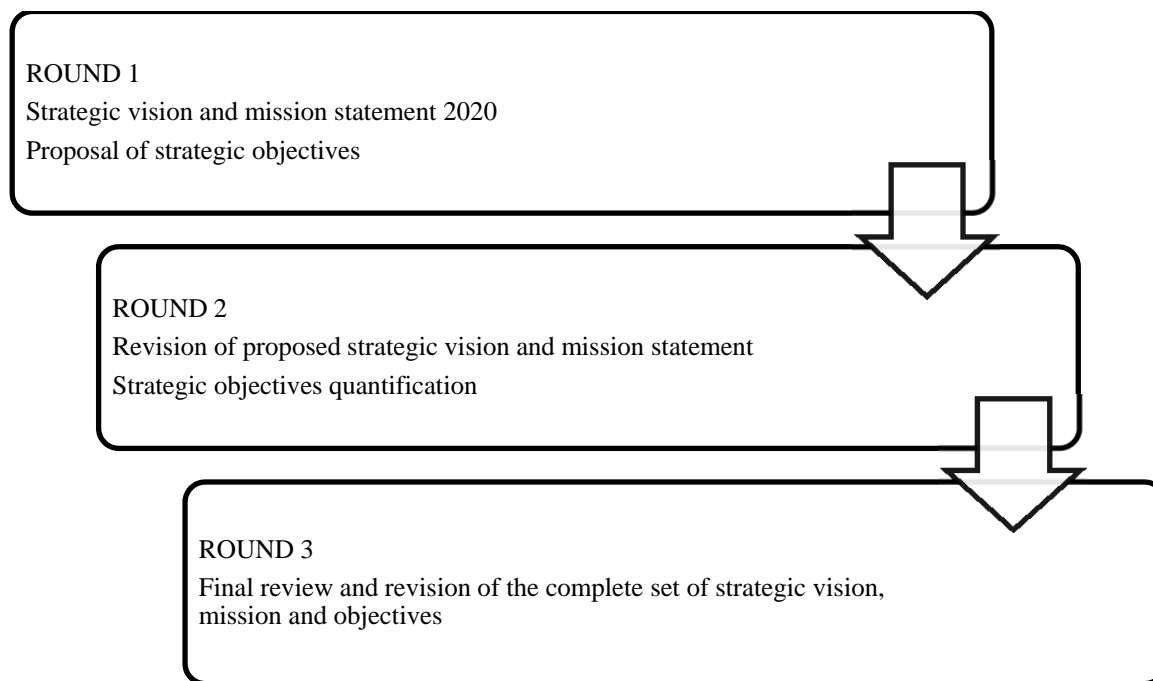 ROUND 1
Strategic vision and mission statement 2020
Proposal of strategic objectives
ROUND 2
Revision of proposed strategic vision and mission statement
Strategic objectives quantification
ROUND 3
Final review and revision of the complete set of strategic vision,
mission and objectives